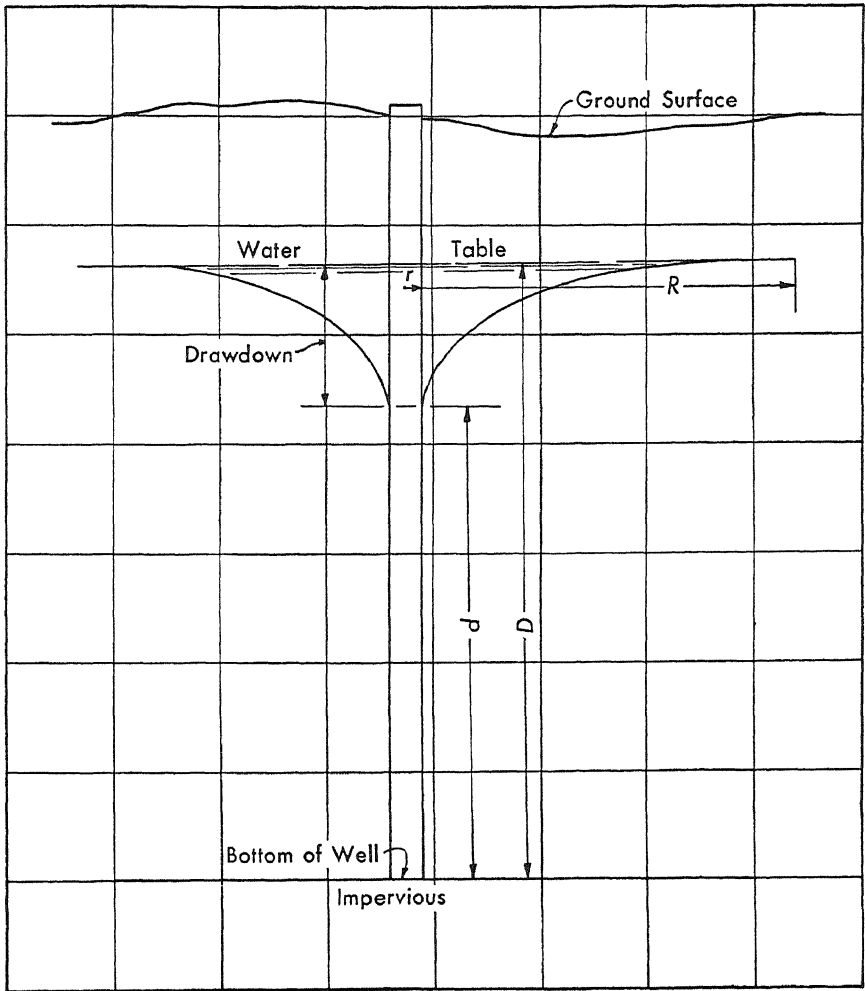 Ground Surface
Water Table
r
R
Drawdown
d
D
Bottom of Well
Impervious